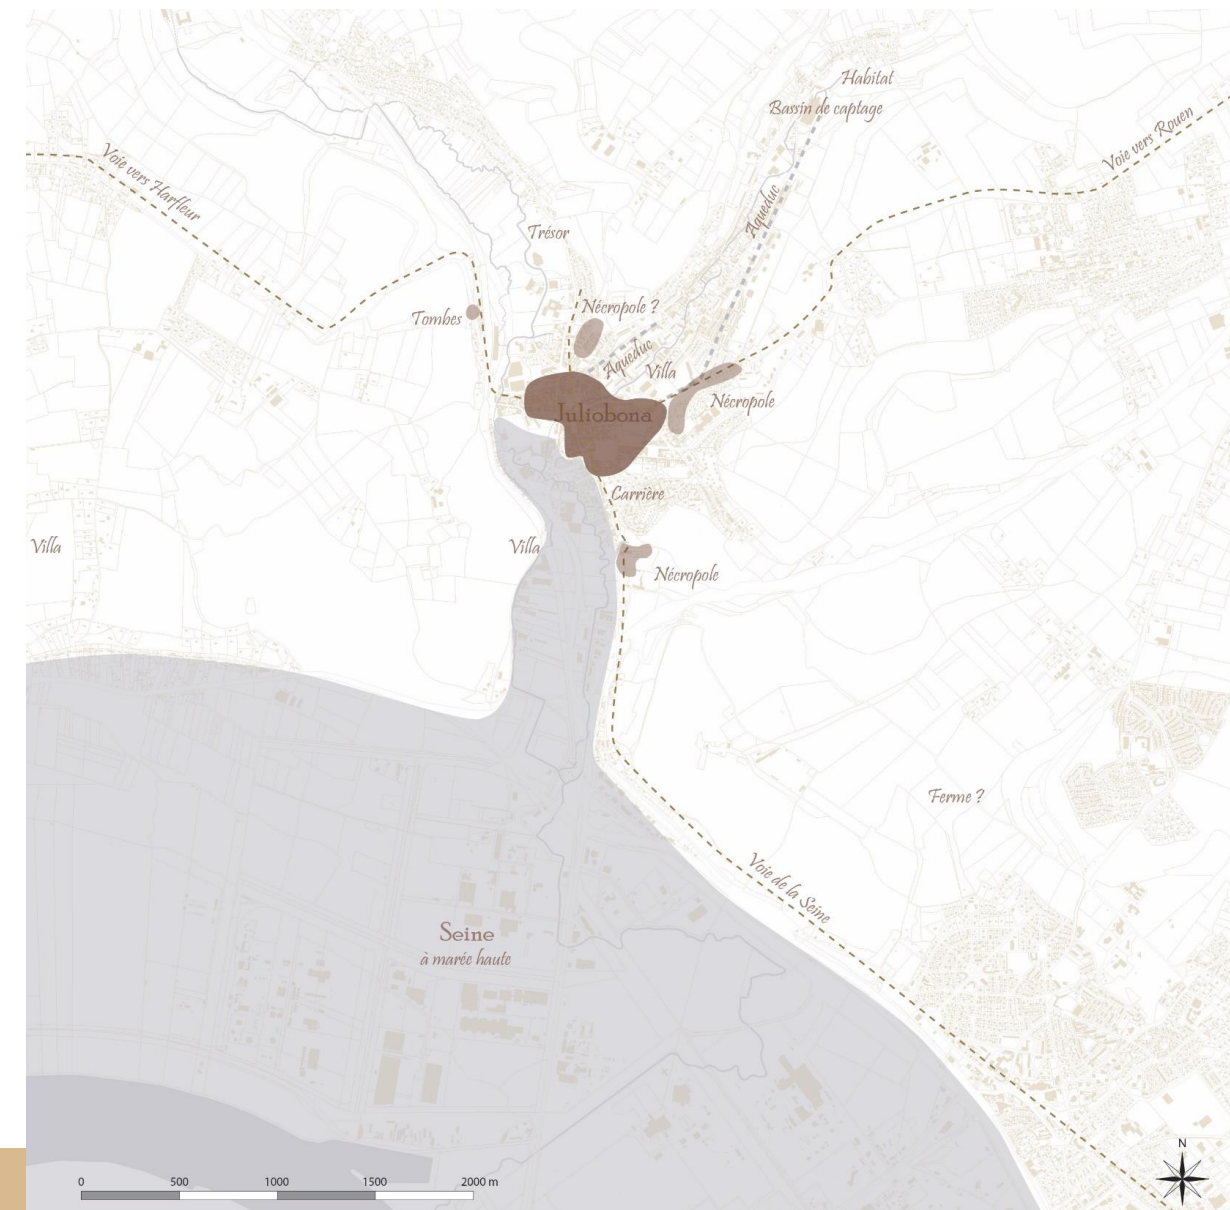 Habitat
Bassin de captage
Voie vers Rouen
Voie vers Harfleur
Aqueduc
Trésor
Nécropole ?
Tombes
Aqueduc
Villa
Nécropole
Juliobona
Carrière
Villa
Villa
Nécropole
Ferme ?
Voie de la Seine
Seine
à marée haute
N
0 500 1000 1500 2000 m